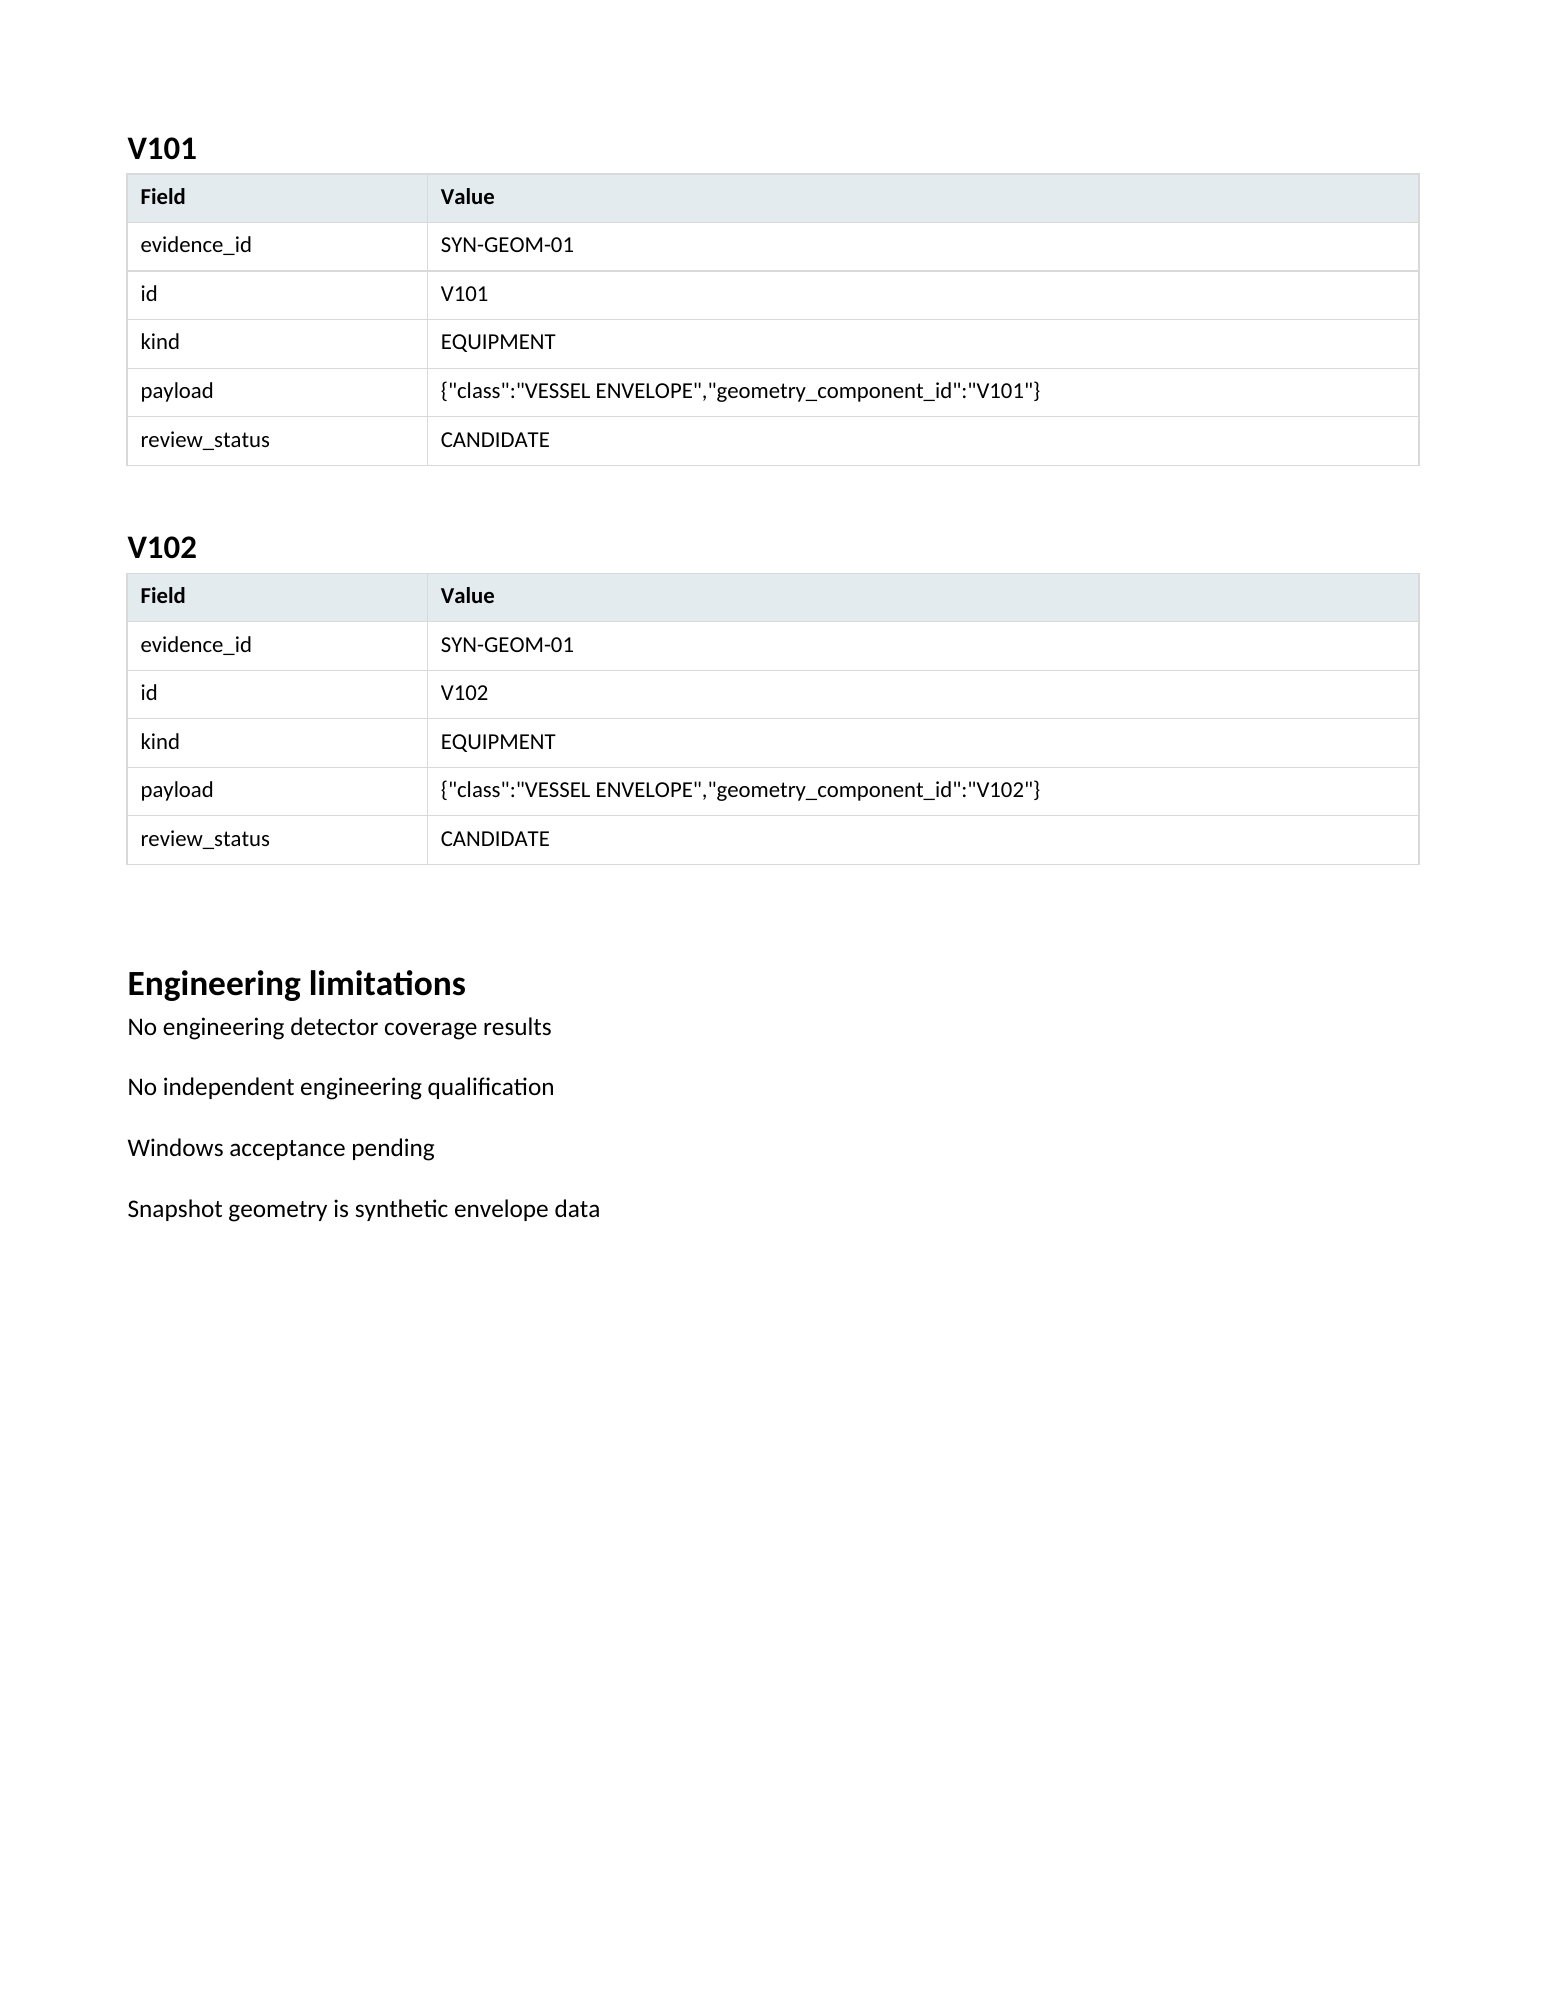 V101
Field Value
evidence_id SYN-GEOM-01
id V101
kind EQUIPMENT
payload {"class":"VESSEL ENVELOPE","geometry_component_id":"V101"}
review_status CANDIDATE
V102
Field Value
evidence_id SYN-GEOM-01
id V102
kind EQUIPMENT
payload {"class":"VESSEL ENVELOPE","geometry_component_id":"V102"}
review_status CANDIDATE
Engineering limitations
No engineering detector coverage results
No independent engineering qualification
Windows acceptance pending
Snapshot geometry is synthetic envelope data